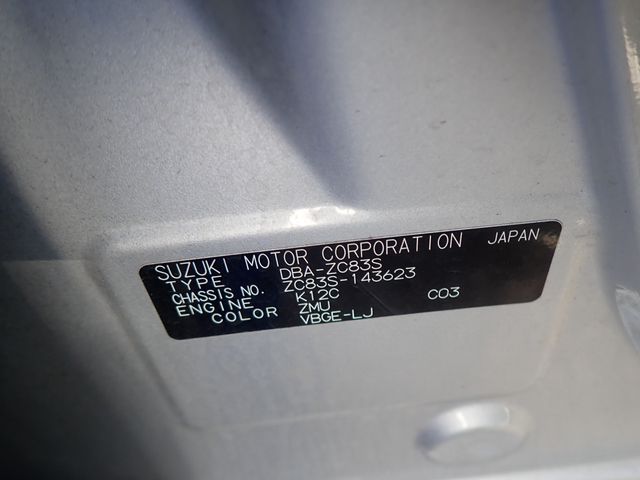 SUZUKI MOTOR CORPORATION JAPAN
TYPE DBA-ZC83S
CHASSIS NO. ZC83S-143623
ENGINE K12C C03
COLOR ZMU
VBGE-LJ